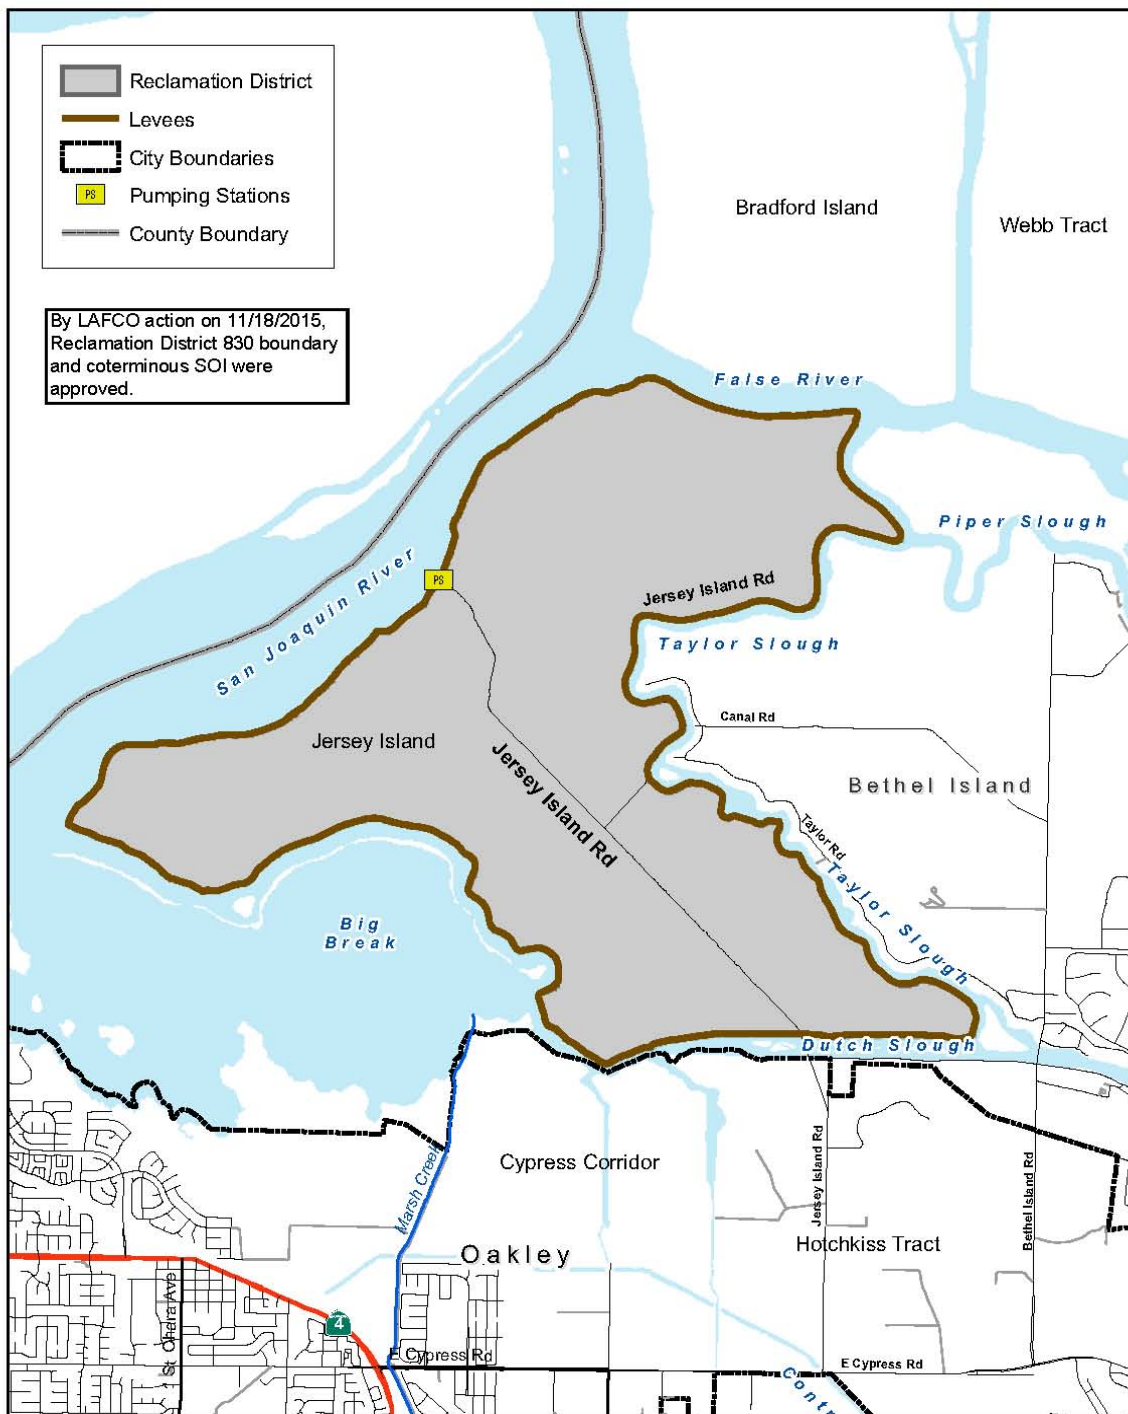 Reclamation District
Levees
City Boundaries
PS
Pumping Stations
County Boundary
By LAFCO action on 11/18/2015,
Reclamation District 830 boundary
and coterminous SOI were
approved.
Bradford Island
Webb Tract
False River
Piper Slough
San Joaquin River
PS
Jersey Island Rd
Taylor Slough
Canal Rd
Jersey Island
Jersey Island Rd
Bethel Island
Taylor Rd
Taylor Slough
Big
Break
Dutch Slough
Marsh Creek
Cypress Corridor
Jersey Island Rd
Bethel Island Rd
Oakley
Hotchkiss Tract
St. Ohara Ave
4
E Cypress Rd
E Cypress Rd
Contr